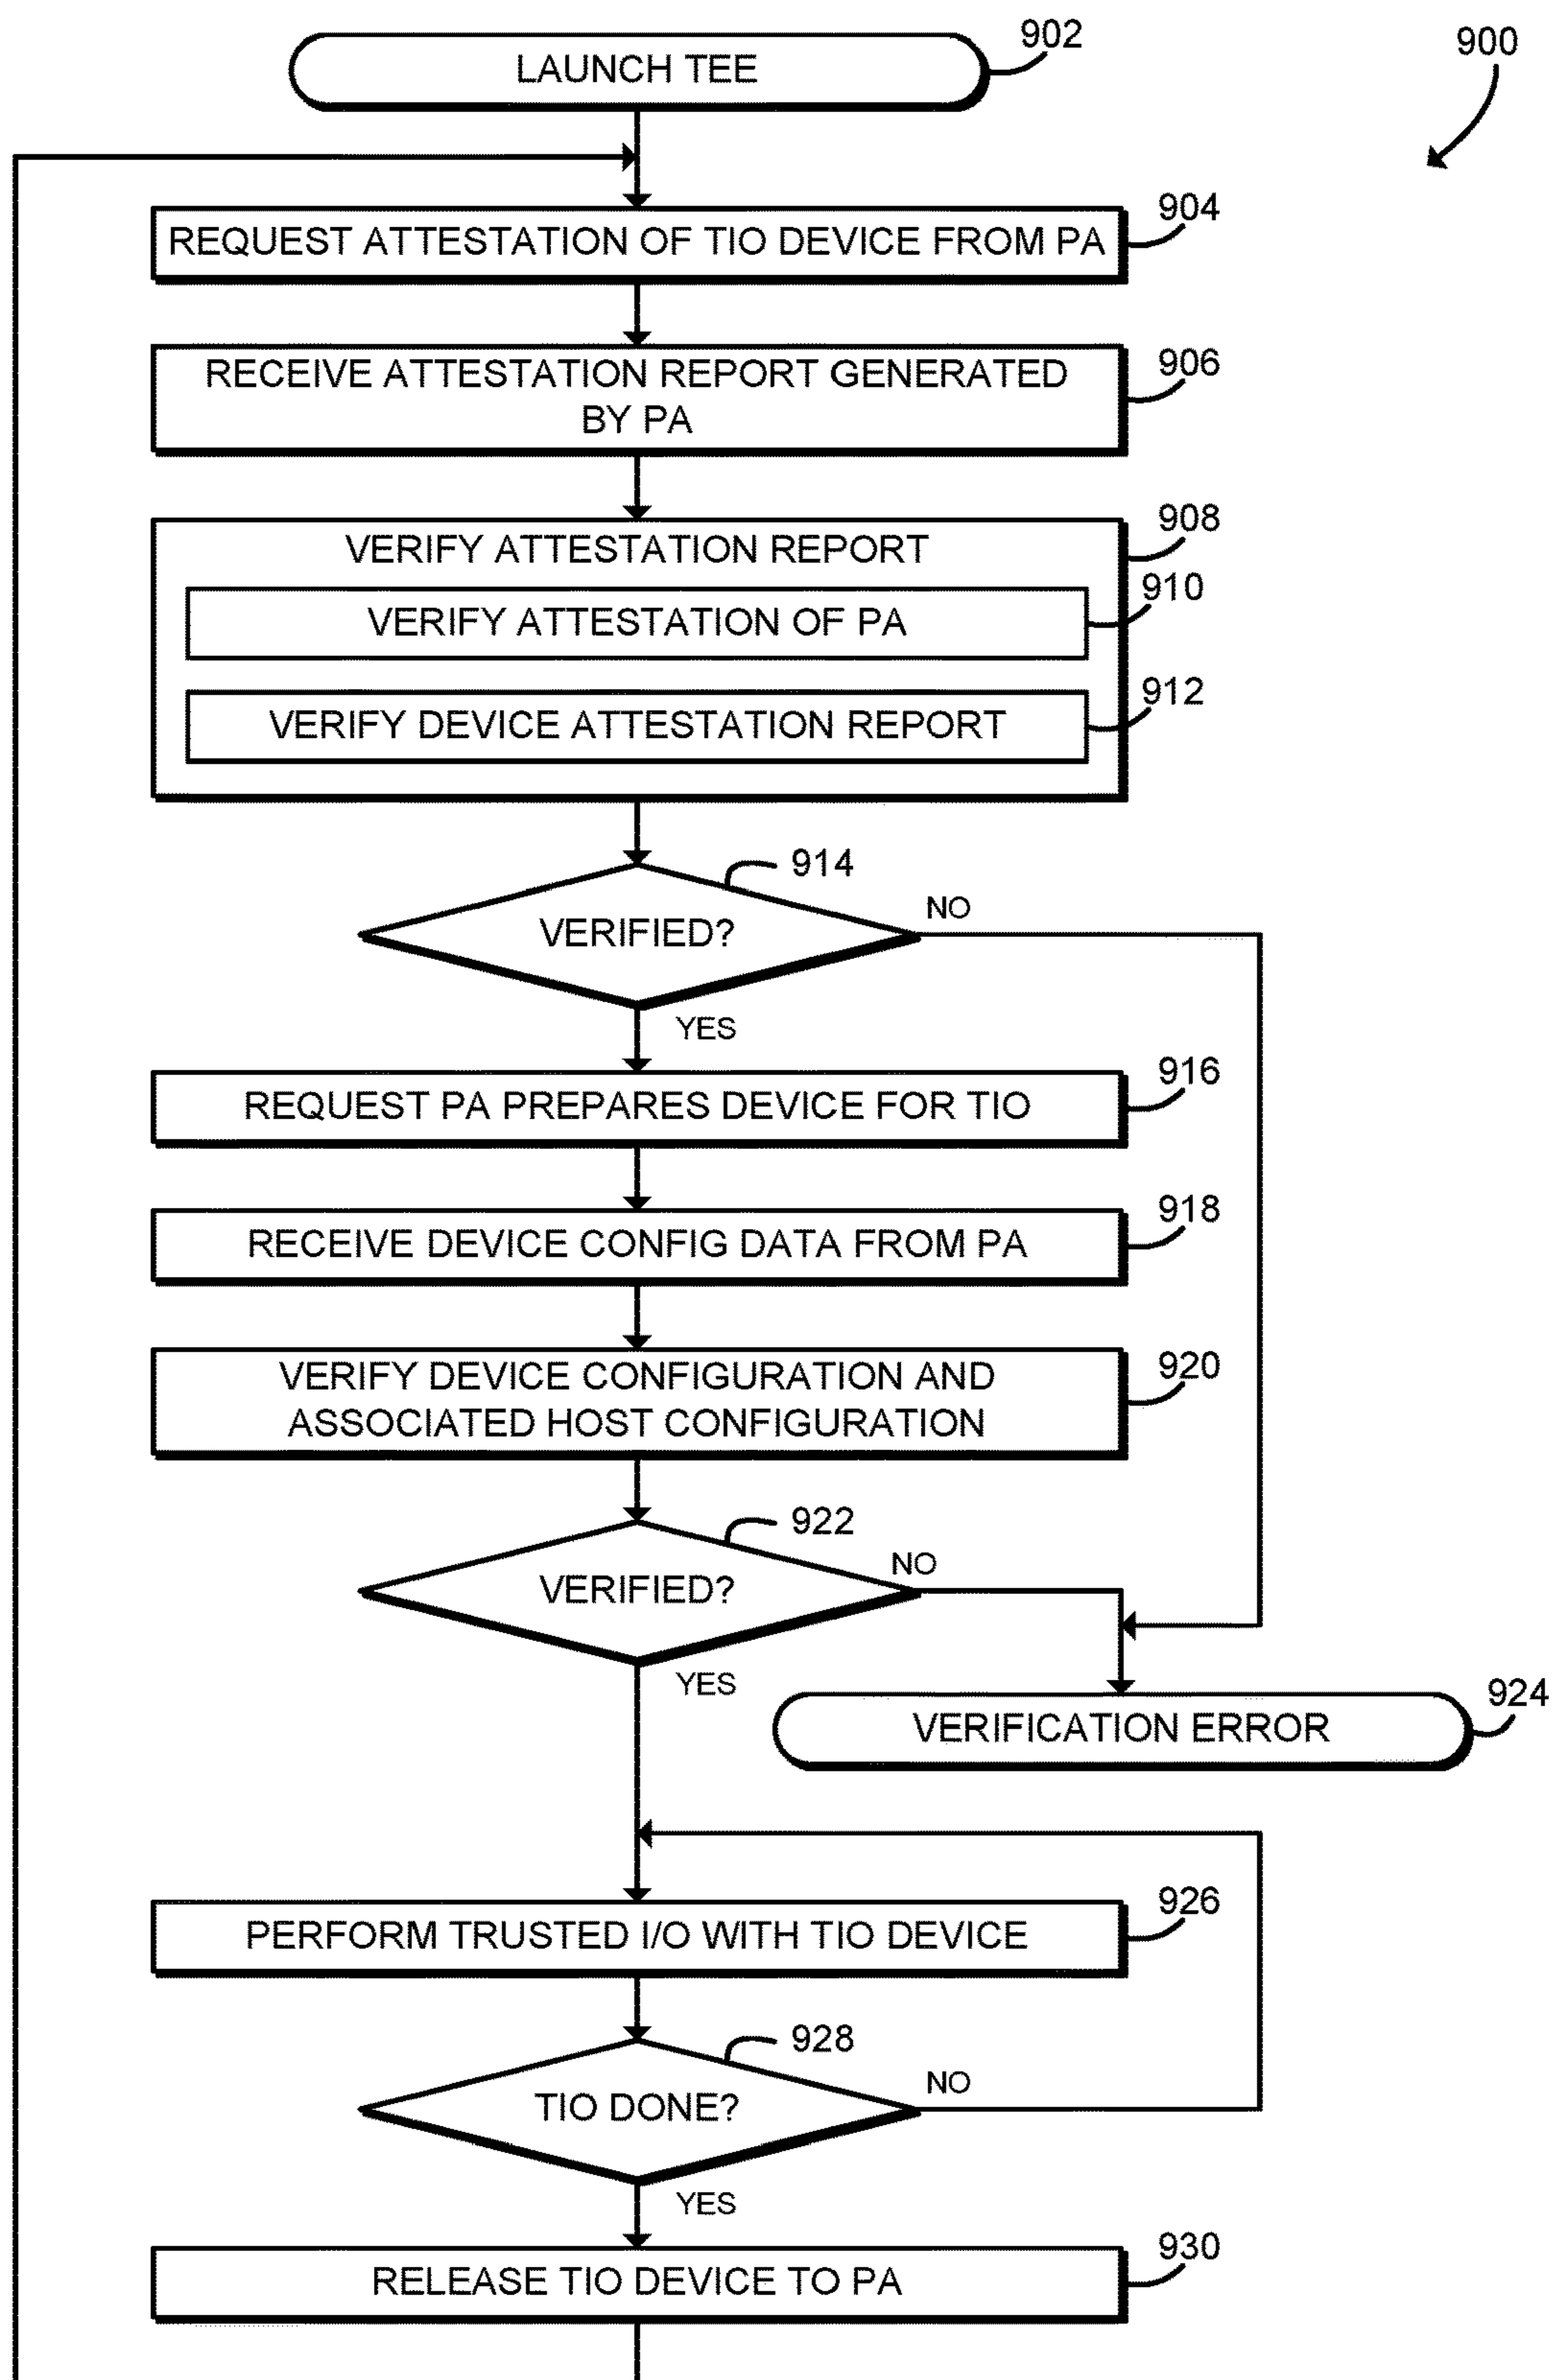 LAUNCH TEE
902
900
REQUEST ATTESTATION OF TIO DEVICE FROM PA
904
RECEIVE ATTESTATION REPORT GENERATED
BY PA
906
VERIFY ATTESTATION REPORT
908
VERIFY ATTESTATION OF PA
910
VERIFY DEVICE ATTESTATION REPORT
912
914
VERIFIED?
NO
YES
REQUEST PA PREPARES DEVICE FOR TIO
916
RECEIVE DEVICE CONFIG DATA FROM PA
918
VERIFY DEVICE CONFIGURATION AND
ASSOCIATED HOST CONFIGURATION
920
922
VERIFIED?
NO
YES
VERIFICATION ERROR
924
PERFORM TRUSTED I/O WITH TIO DEVICE
926
928
TIO DONE?
NO
YES
RELEASE TIO DEVICE TO PA
930